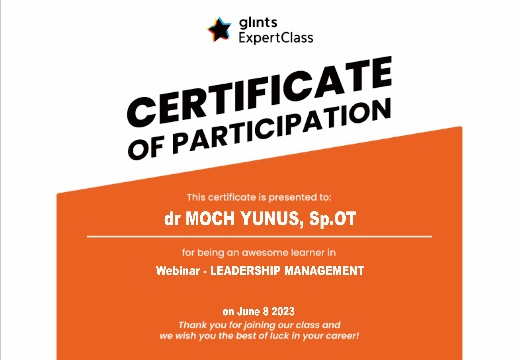 glints
ExpertClass
CERTIFICATE
OF PARTICIPATION
This certificate is presented to:
dr MOCH YUNUS, Sp.OT
for being an awesome learner in
Webinar - LEADERSHIP MANAGEMENT
on June 8 2023
Thank you for joining our class and
we wish you the best of luck in your career!